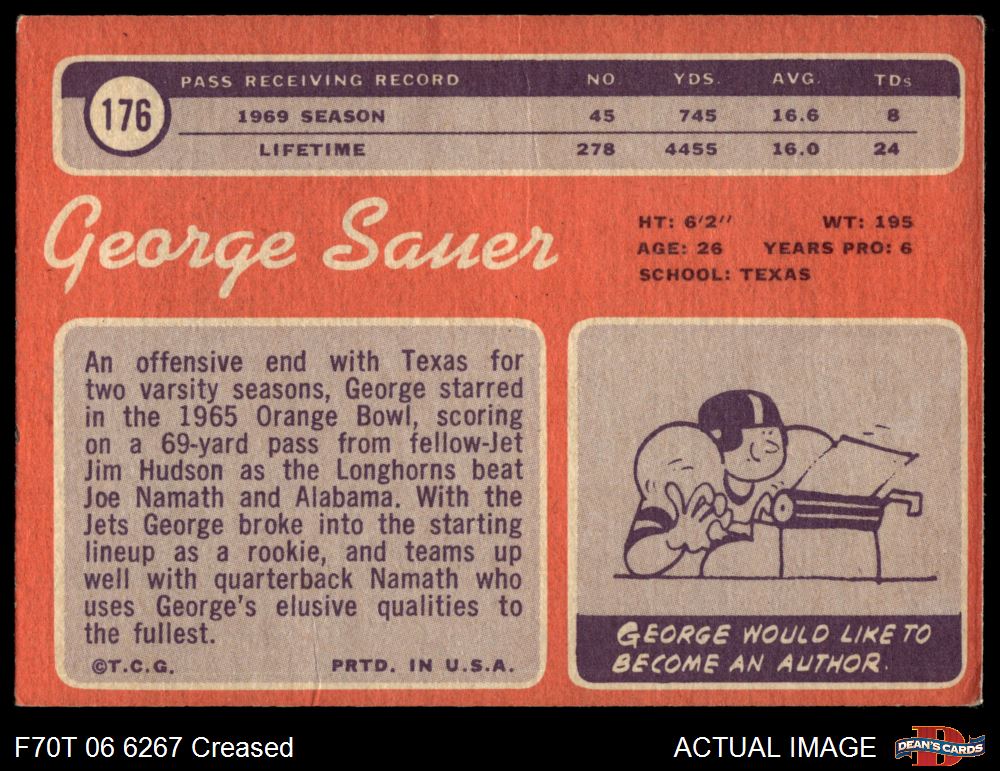 176
PASS RECEIVING RECORD NO. YDS. AVG. TDs
1969 SEASON 45 745 16.6 8
LIFETIME 278 4455 16.0 24
George Sauer
HT: 6'2" WT: 195
AGE: 26 YEARS PRO: 6
SCHOOL: TEXAS
An offensive end with Texas for
two varsity seasons, George starred
in the 1965 Orange Bowl, scoring
on a 69-yard pass from fellow-Jet
Jim Hudson as the Longhorns beat
Joe Namath and Alabama. With the
Jets George broke into the starting
lineup as a rookie, and teams up
well with quarterback Namath who
uses George's elusive qualities to
the fullest.
©T.C.G. PRTD. IN U.S.A.
GEORGE WOULD LIKE TO
BECOME AN AUTHOR.
F70T 06 6267 Creased
ACTUAL IMAGE
DEAN'S CARDS